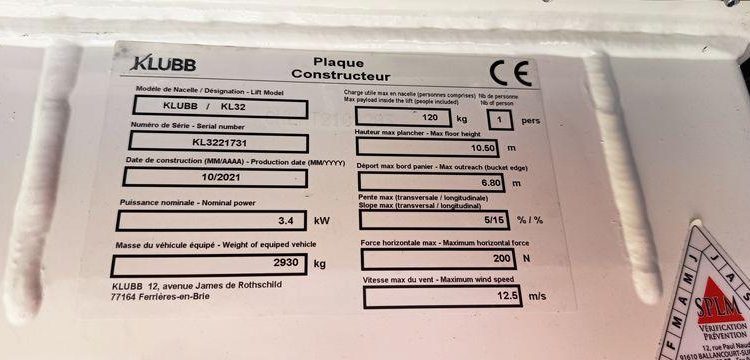 KLUBB
Plaque
Constructeur
CE
Modèle de Nacelle / Désignation - Lift Model
KLUBB / KL32
Numéro de Série - Serial number
KL3221731
Date de construction (MM/AAAA) - Production date (MM/YYYY)
10/2021
Puissance nominale - Nominal power
3.4 kW
Masse du véhicule équipé - Weight of equiped vehicle
2930 kg
KLUBB 12, avenue James de Rothschild
77164 Ferrières-en-Brie
Charge utile max en nacelle (personnes comprises) Nb de personne
Max payload inside the lift (people included) Nb of person
120 kg 1 pers
Hauteur max plancher - Max floor height
10.50 m
Déport max bord panier - Max outreach (bucket edge)
6.80 m
Pente max (transversale / longitudinale)
Slope max (transversal / longitudinal)
5/15 % / %
Force horizontale max - Maximum horizontal force
200 N
Vitesse max du vent - Maximum wind speed
12.5 m/s
F M A M J J A S
SPLM
VÉRIFICATION
PRÉVENTION
12, rue Paul
91610 BALLANCOURT